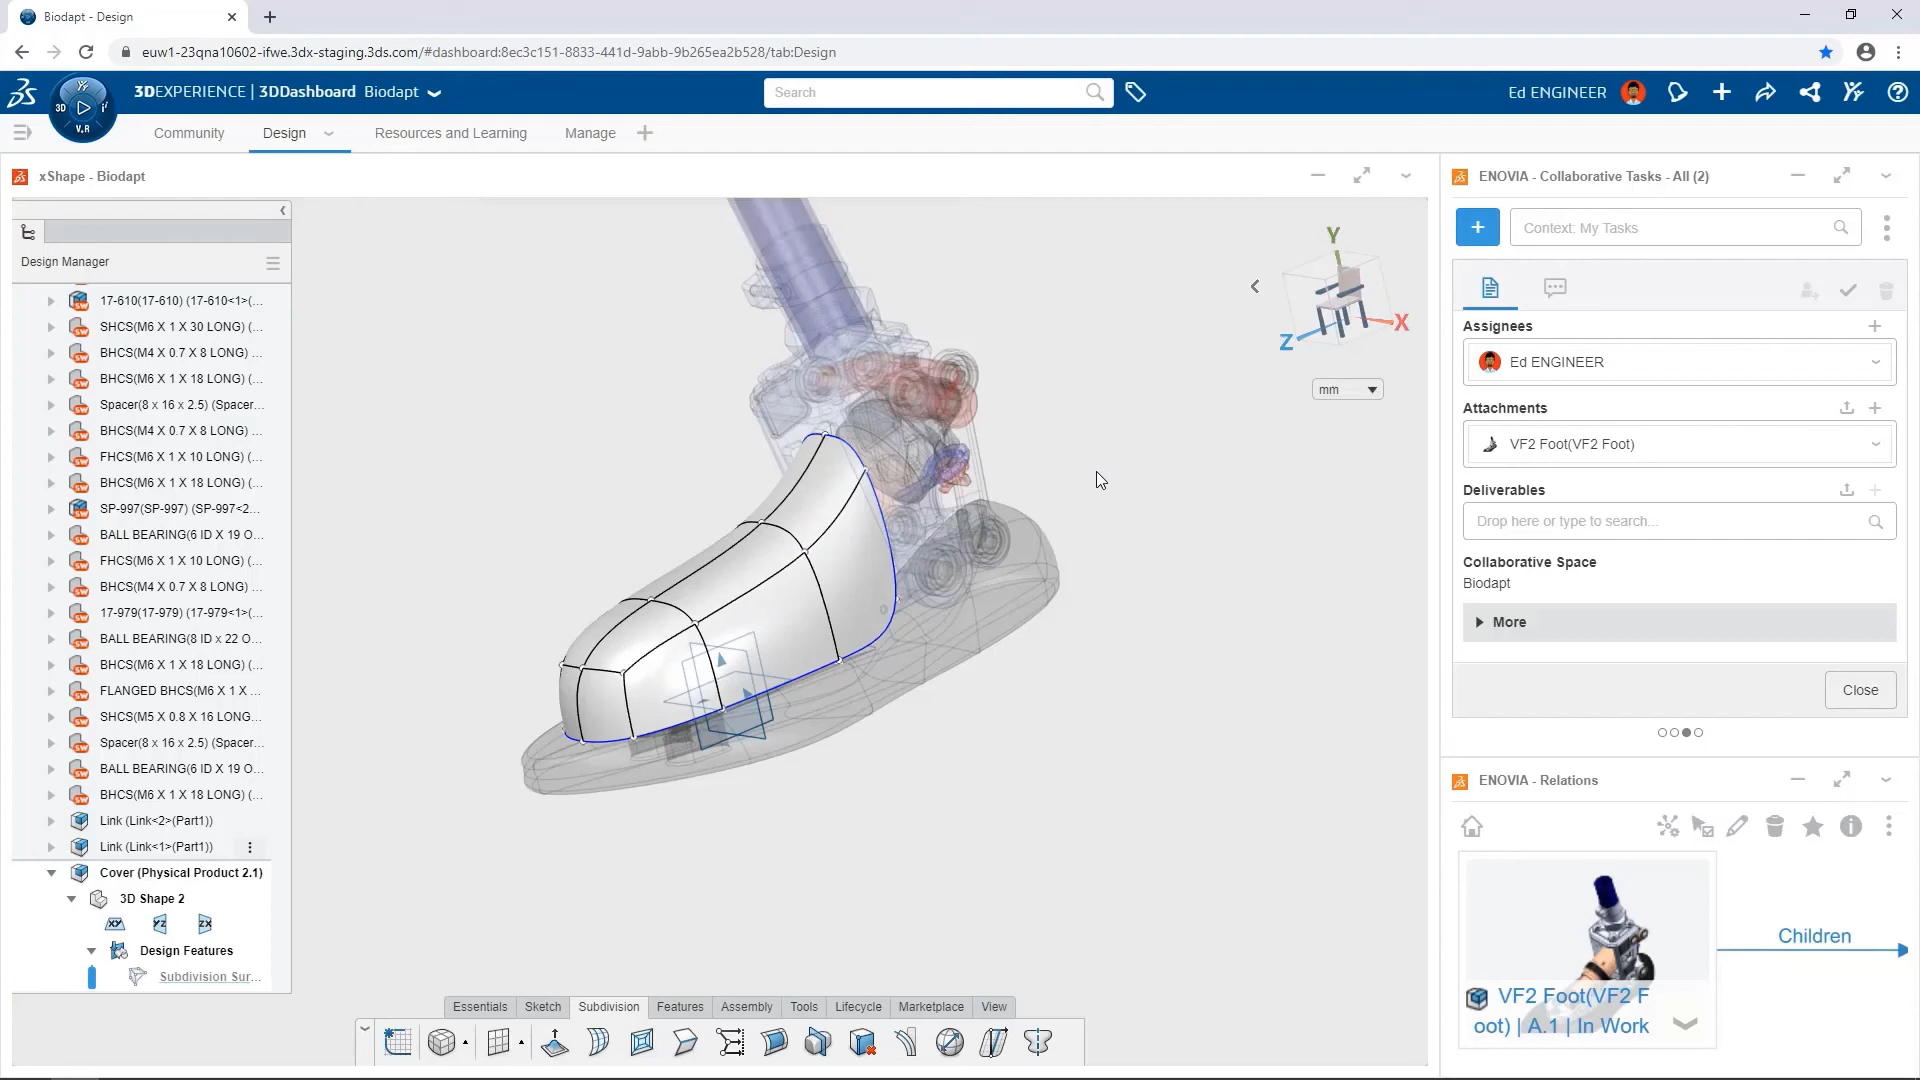 Biodapt - Design
euw1-23qna10602-ifwe.3dx-staging.3ds.com/#dashboard:8ec3c151-8833-441d-9abb-9b265ea2b528/tab:Design
3D
V.R
3DEXPERIENCE | 3DDashboard Biodapt
Search
Ed ENGINEER
Community
Design
Resources and Learning
Manage
xShape - Biodapt
Design Manager
17-610(17-610) (17-610<1>(...
SHCS(M6 X 1 X 30 LONG) (...
BHCS(M4 X 0.7 X 8 LONG) ...
BHCS(M6 X 1 X 18 LONG) (...
Spacer(8 x 16 x 2.5) (Spacer...
BHCS(M4 X 0.7 X 8 LONG) ...
FHCS(M6 X 1 X 10 LONG) (...
BHCS(M6 X 1 X 18 LONG) (...
SP-997(SP-997) (SP-997<2...
BALL BEARING(6 ID X 19 O...
FHCS(M6 X 1 X 10 LONG) (...
BHCS(M4 X 0.7 X 8 LONG) ...
17-979(17-979) (17-979<1>(...
BALL BEARING(8 ID x 22 O...
BHCS(M6 X 1 X 18 LONG) (...
FLANGED BHCS(M6 X 1 X ...
SHCS(M5 X 0.8 X 16 LONG...
Spacer(8 x 16 x 2.5) (Spacer...
BALL BEARING(6 ID X 19 O...
BHCS(M6 X 1 X 18 LONG) (...
Link (Link<2>(Part1))
Link (Link<1>(Part1))
Cover (Physical Product 2.1)
3D Shape 2
XY YZ ZX
Design Features
Subdivision Sur...
Y
X
Z
mm
Essentials
Sketch
Subdivision
Features
Assembly
Tools
Lifecycle
Marketplace
View
ENOVIA - Collaborative Tasks - All (2)
+
Context: My Tasks
Assignees
Ed ENGINEER
Attachments
VF2 Foot(VF2 Foot)
Deliverables
Drop here or type to search...
Collaborative Space
Biodapt
More
Close
ENOVIA - Relations
Children
VF2 Foot(VF2 F
oot) | A.1 | In Work